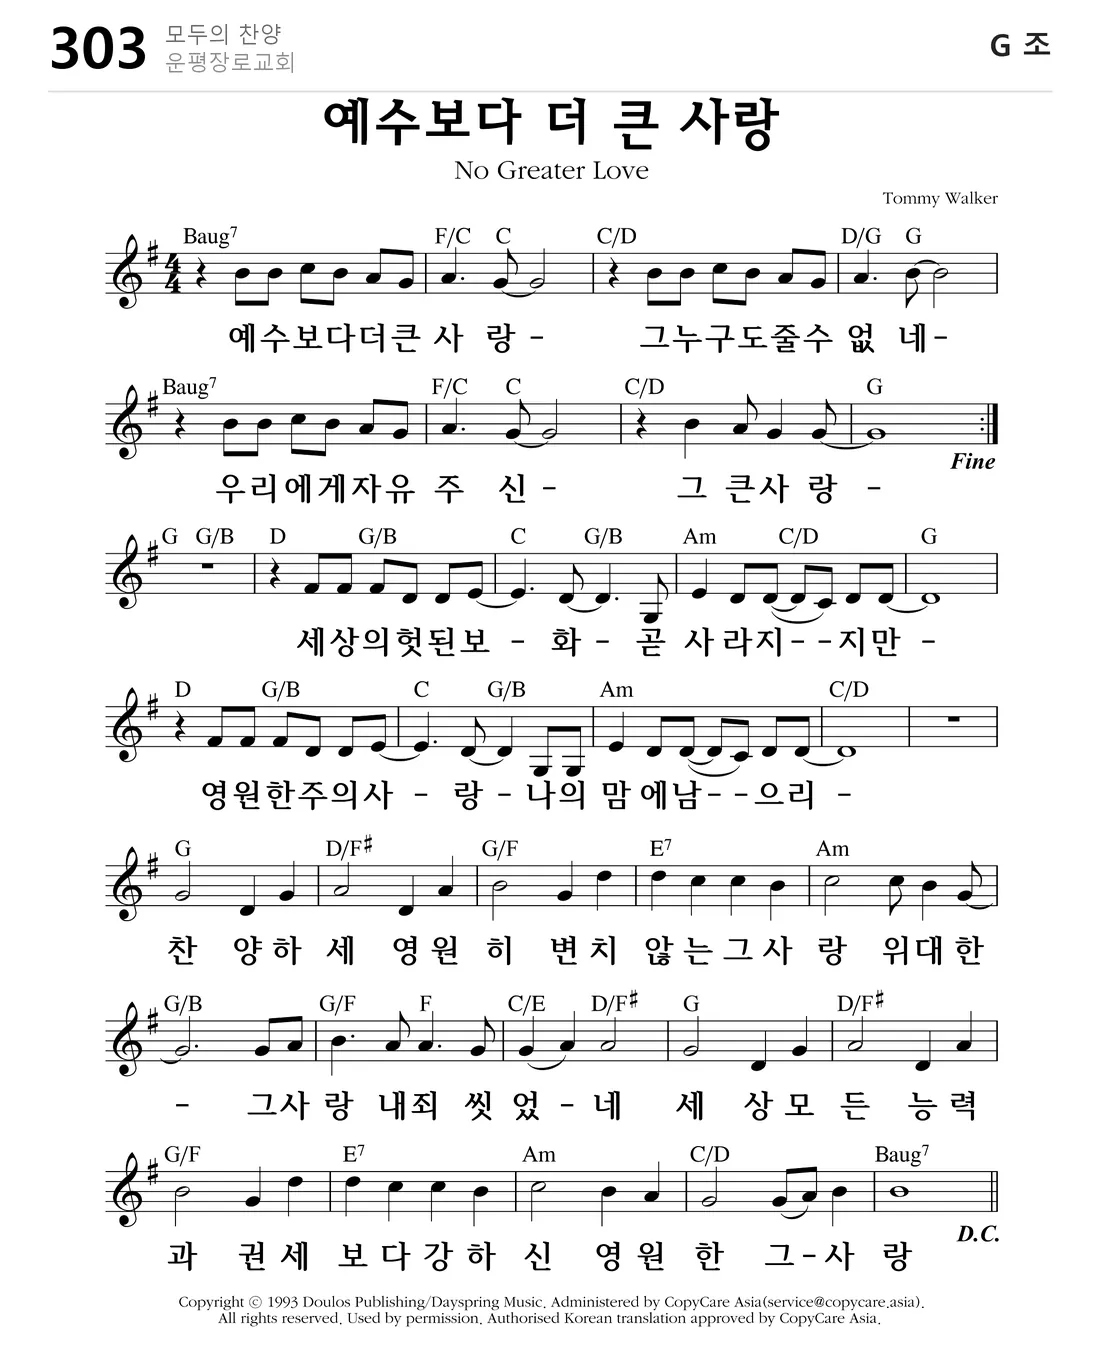 303 모두의 찬양
운평장로교회
G 조
예수보다 더 큰 사랑
No Greater Love
Tommy Walker
Baug7 F/C C C/D D/G G
예수보다더큰 사 랑 - 그누구도줄수 없 네 -
Baug7 F/C C C/D G
Fine
우리에게자유 주 신 - 그 큰사 랑 -
G G/B D G/B C G/B Am C/D G
세상의헛된보 - 화 - 곧 사 라지 - - 지만 -
D G/B C G/B Am C/D
영원한주의사 - 랑 - 나의 맘 에남 - - 으리 -
G D/F♯ G/F E7 Am
찬 양하 세 영원 히 변치 않는그사 랑 위대한
G/B G/F F C/E D/F♯ G D/F♯
- 그사 랑 내죄 씻 었 - 네 세 상모 든 능력
G/F E7 Am C/D Baug7
D.C.
과 권세 보다강하 신 영원 한 그 - 사 랑
Copyright ⓒ 1993 Doulos Publishing/Dayspring Music. Administered by CopyCare Asia(service@copycare.asia).
All rights reserved. Used by permission. Authorised Korean translation approved by CopyCare Asia.